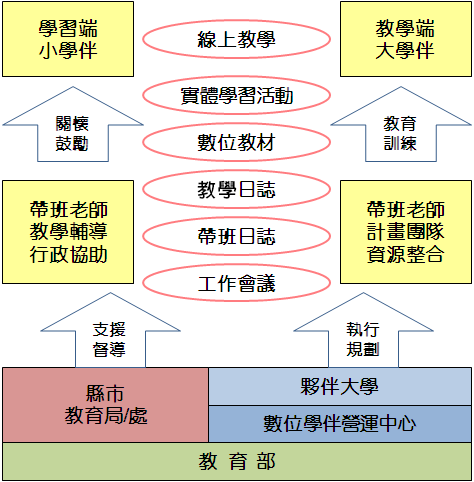 學習端
小學伴
線上教學
教學端
大學伴
實體學習活動
關懷
鼓勵
數位教材
教育
訓練
教學日誌
帶班老師
教學輔導
行政協助
帶班日誌
帶班老師
計畫團隊
資源整合
工作會議
支援
督導
執行
規劃
縣市
教育局/處
夥伴大學
數位學伴營運中心
教育部